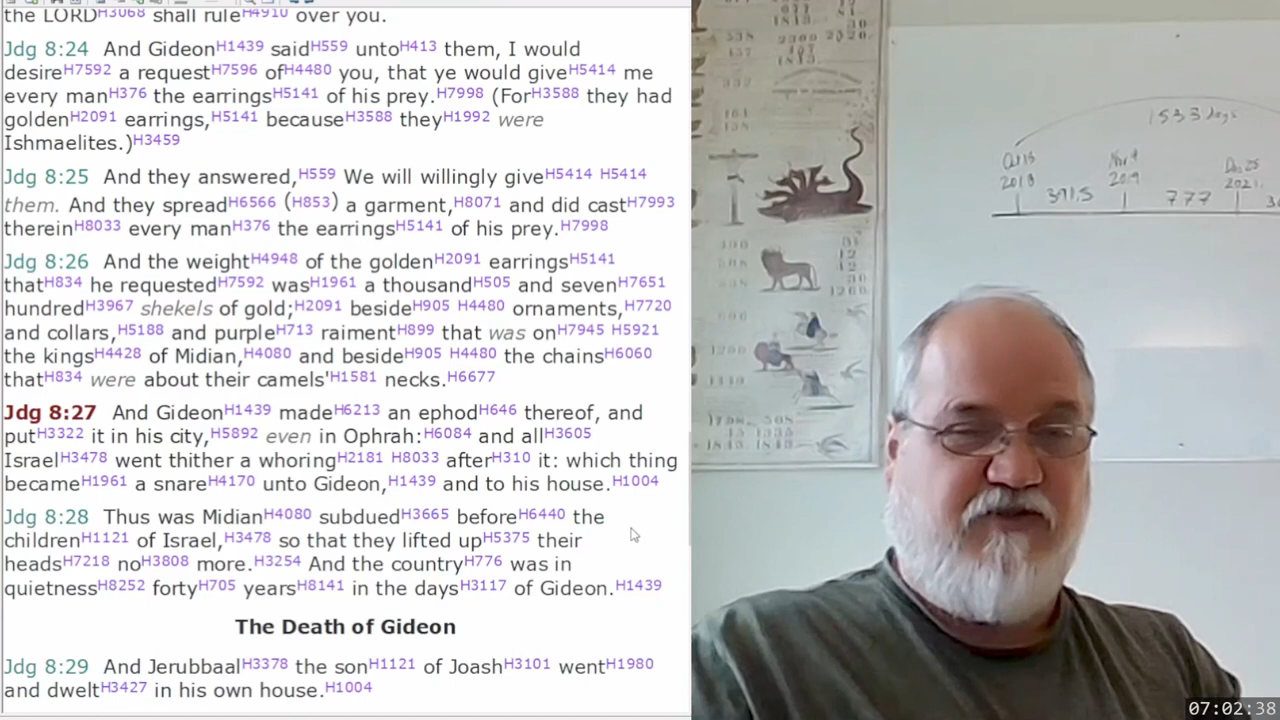 the LORDH3068 shall ruleH4910 over you.
Jdg 8:24 And GideonH1439 saidH559 untoH413 them, I would
desireH7592 a requestH7596 ofH4480 you, that ye would giveH5414 me
every manH376 the earringsH5141 of his prey.H7998 (ForH3588 they had
goldenH2091 earrings,H5141 becauseH3588 theyH1992 were
Ishmaelites.)H3459
Jdg 8:25 And they answered,H559 We will willingly giveH5414 H5414
them. And they spreadH6566 (H853) a garment,H8071 and did castH7993
thereinH8033 every manH376 the earringsH5141 of his prey.H7998
Jdg 8:26 And the weightH4948 of the goldenH2091 earringsH5141
thatH834 he requestedH7592 wasH1961 a thousandH505 and sevenH7651
hundredH3967 shekels of gold;H2091 besideH905 H4480 ornaments,H7720
and collars,H5188 and purpleH713 raimentH899 that was onH7945 H5921
the kingsH4428 of Midian,H4080 and besideH905 H4480 the chainsH6060
thatH834 were about their camels'H1581 necks.H6677
Jdg 8:27 And GideonH1439 madeH6213 an ephodH646 thereof, and
putH3322 it in his city,H5892 even in Ophrah:H6084 and allH3605
IsraelH3478 went thither a whoringH2181 H8033 afterH310 it: which thing
becameH1961 a snareH4170 unto Gideon,H1439 and to his house.H1004
Jdg 8:28 Thus was MidianH4080 subduedH3665 beforeH6440 the
childrenH1121 of Israel,H3478 so that they lifted upH5375 their
headsH7218 noH3808 more.H3254 And the countryH776 was in
quietnessH8252 fortyH705 yearsH8141 in the daysH3117 of Gideon.H1439
The Death of Gideon
Jdg 8:29 And JerubbaalH3378 the sonH1121 of JoashH3101 wentH1980
and dweltH3427 in his own house.H1004
1533 days
2018
2019
2021
391.5
777
07:02:38